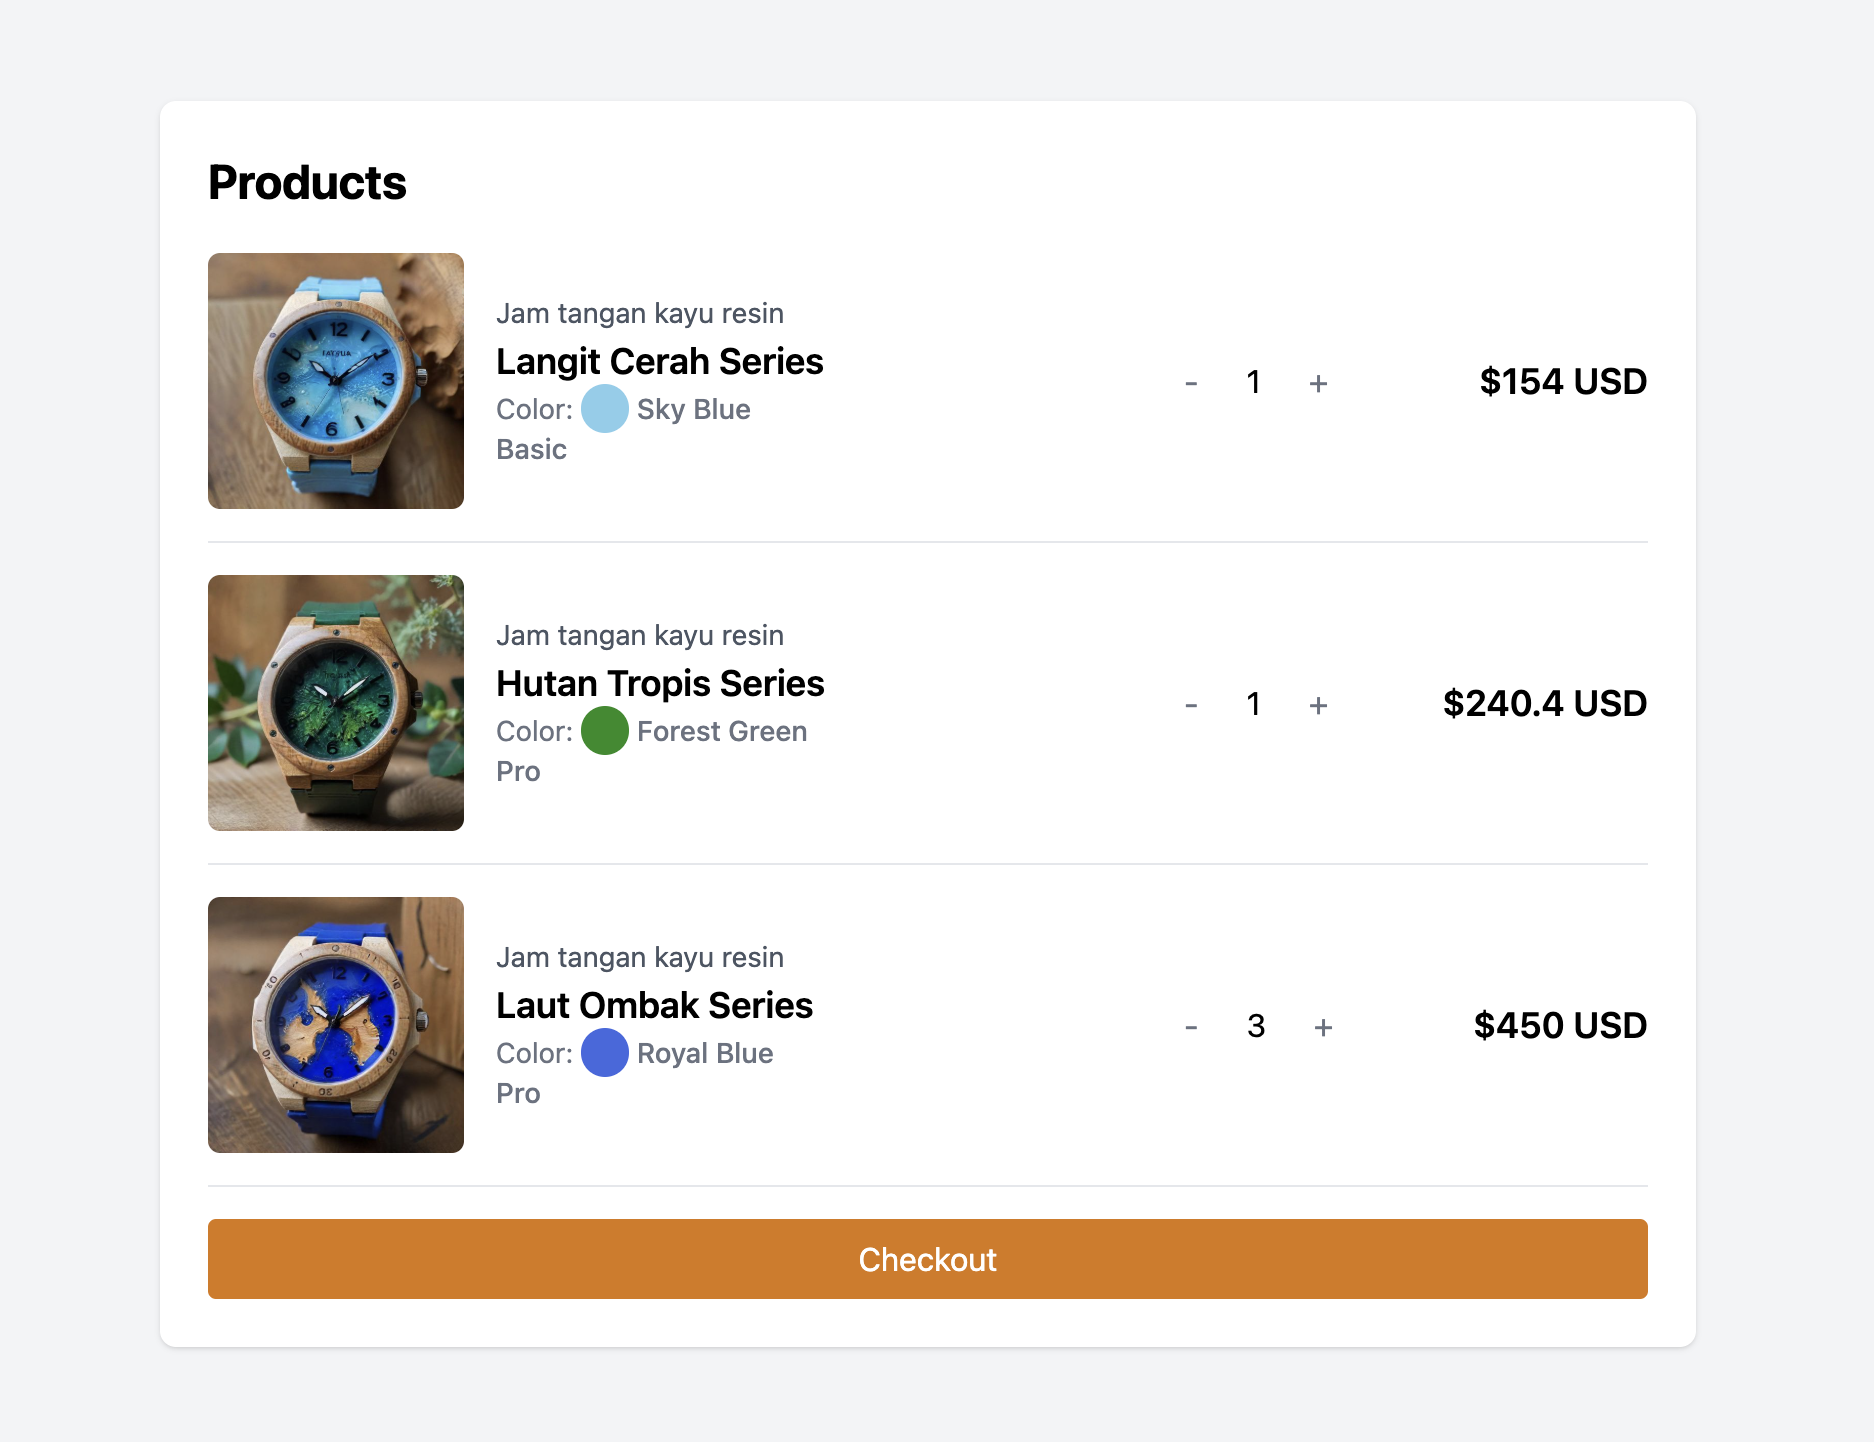 Products
Jam tangan kayu resin
Langit Cerah Series
Color: Sky Blue
Basic
- 1 +
$154 USD
Jam tangan kayu resin
Hutan Tropis Series
Color: Forest Green
Pro
- 1 +
$240.4 USD
Jam tangan kayu resin
Laut Ombak Series
Color: Royal Blue
Pro
- 3 +
$450 USD
Checkout